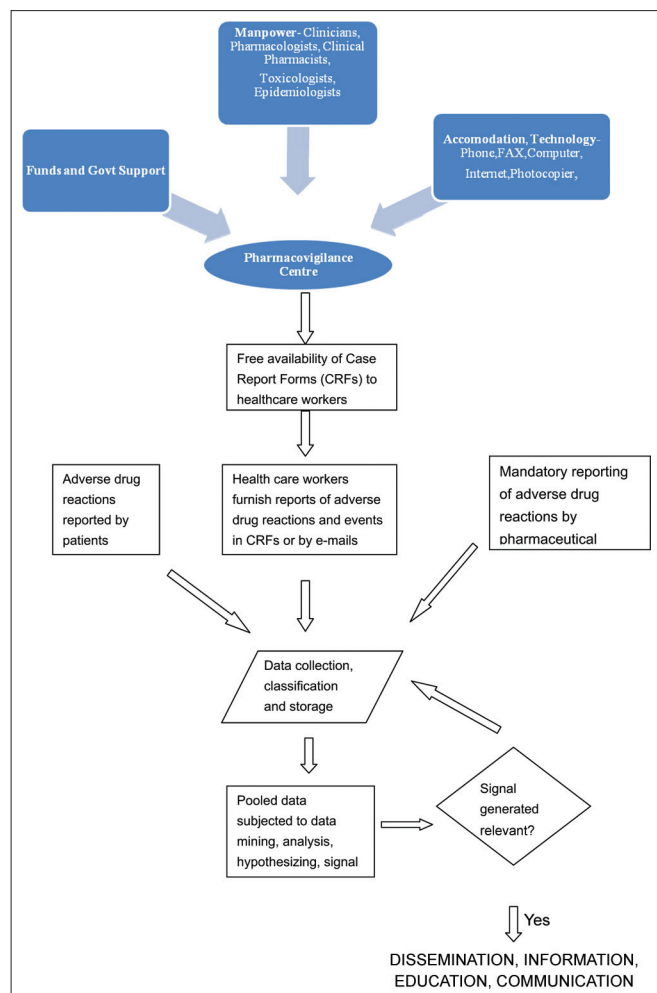 Manpower- Clinicians,
Pharmacologists, Clinical
Pharmacists,
Toxicologists,
Epidemiologists
Funds and Govt Support
Accomodation, Technology-
Phone,FAX,Computer,
Internet,Photocopier,
Pharmacovigilance
Centre
Free availability of Case
Report Forms (CRFs) to
healthcare workers
Adverse drug
reactions
reported by
patients
Health care workers
furnish reports of adverse
drug reactions and events
in CRFs or by e-mails
Mandatory reporting
of adverse drug
reactions by
pharmaceutical
Data collection,
classification
and storage
Pooled data
subjected to data
mining, analysis,
hypothesizing, signal
Signal
generated
relevant?
Yes
DISSEMINATION, INFORMATION,
EDUCATION, COMMUNICATION